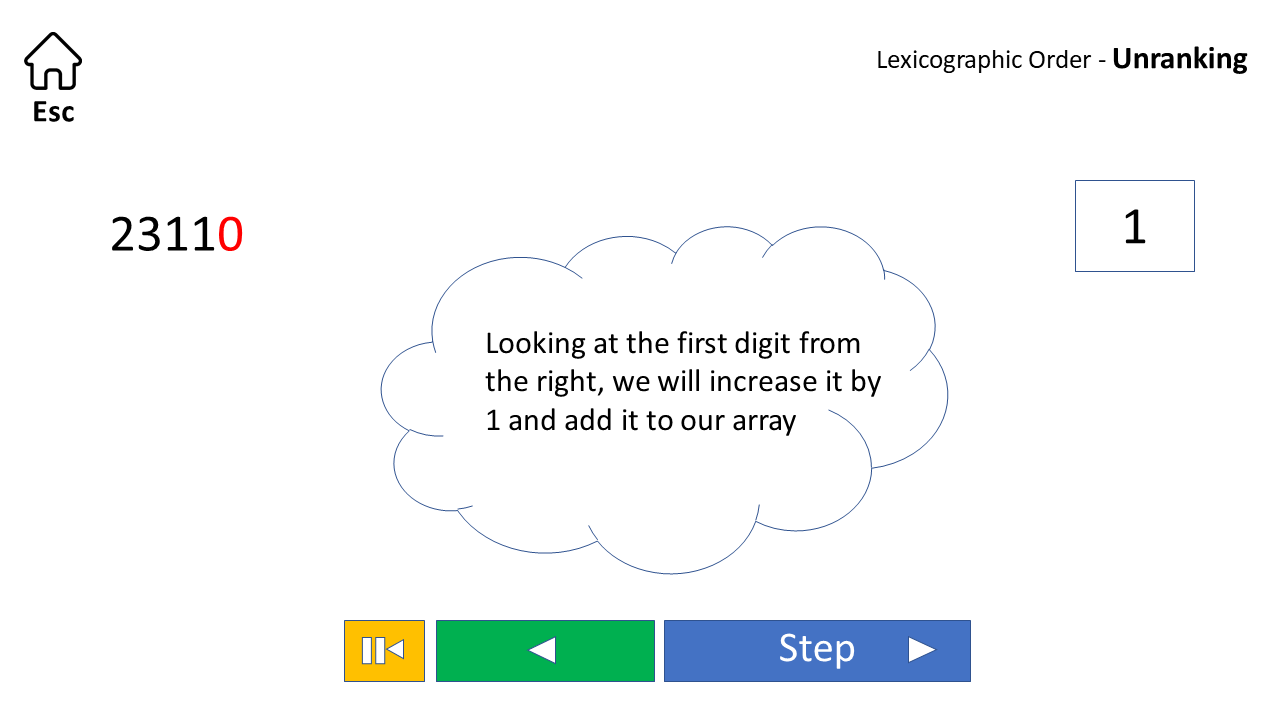 Lexicographic Order - Unranking
Esc
23110
1
Looking at the first digit from
the right, we will increase it by
1 and add it to our array
Step